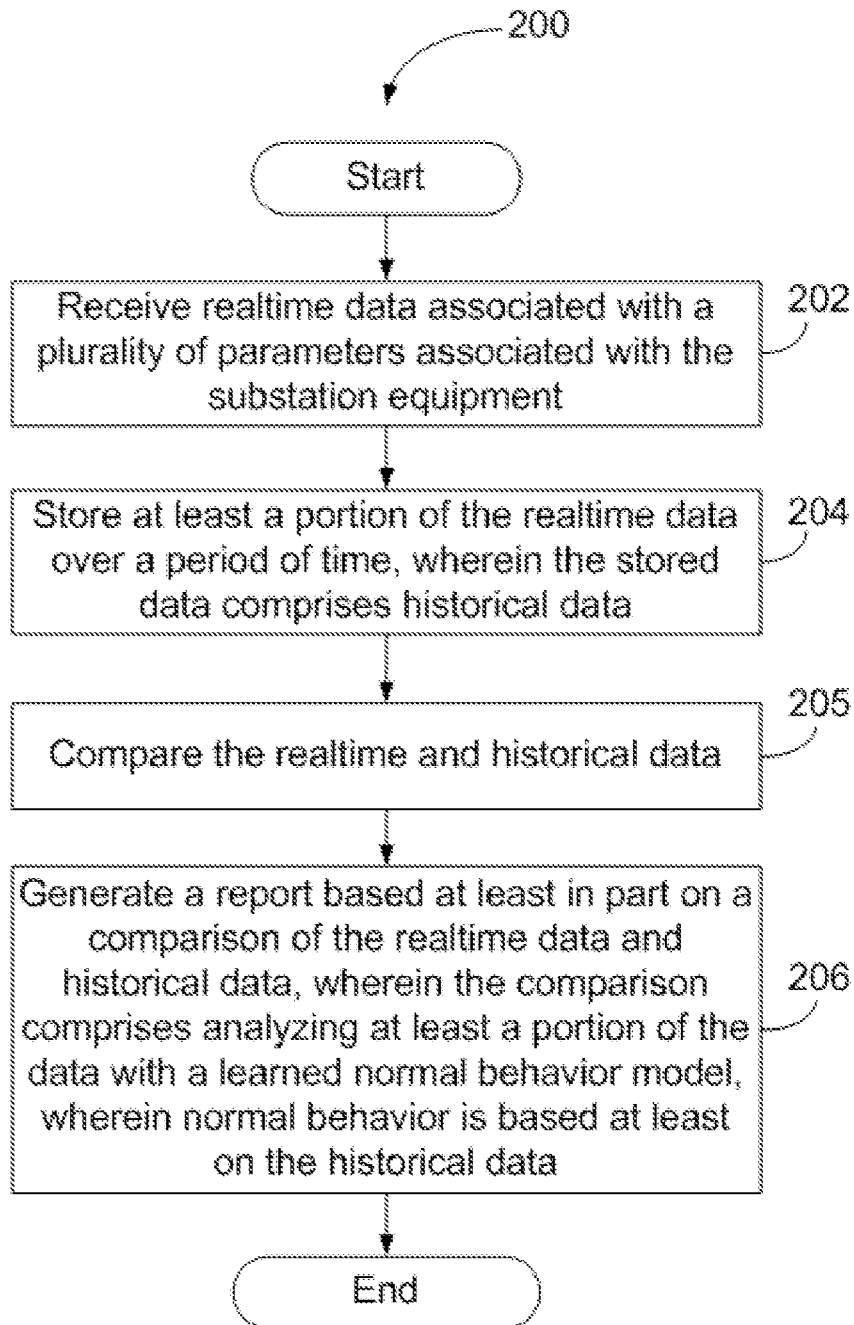 200
Start
Receive realtime data associated with a
plurality of parameters associated with the
substation equipment
202
Store at least a portion of the realtime data
over a period of time, wherein the stored
data comprises historical data
204
Compare the realtime and historical data
205
Generate a report based at least in part on a
comparison of the realtime data and
historical data, wherein the comparison
comprises analyzing at least a portion of the
data with a learned normal behavior model,
wherein normal behavior is based at least
on the historical data
206
End